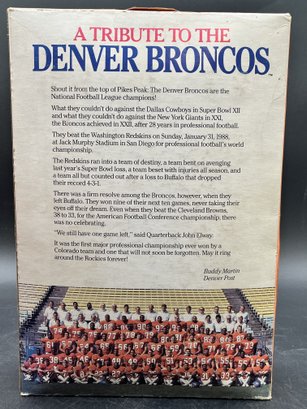 A TRIBUTE TO THE
DENVER BRONCOS
Shout it from the top of Pikes Peak: The Denver Broncos are the
National Football League champions!
What they couldn't do against the Dallas Cowboys in Super Bowl XII
and what they couldn't do against the New York Giants in XXI,
the Broncos achieved in XXII, after 28 years in professional football.
They beat the Washington Redskins on Sunday, January 31, 1988,
at Jack Murphy Stadium in San Diego for professional football's world
championship.
The Redskins ran into a team of destiny, a team bent on avenging
last year's Super Bowl loss, a team beset with injuries all season, and
a team all but counted out after a loss to Buffalo that dropped
their record 4-3-1.
There was a firm resolve among the Broncos, however, when they
left Buffalo. They won nine of their next ten games, never taking their
eyes off their dream. Even when they beat the Cleveland Browns,
38 to 33, for the American Football Conference championship, there
was no celebrating.
"We still have one game left," said Quarterback John Elway.
It was the first major professional championship ever won by a
Colorado team and one that will not soon be forgotten. May it ring
around the Rockies forever!
Buddy Martin
Denver Post